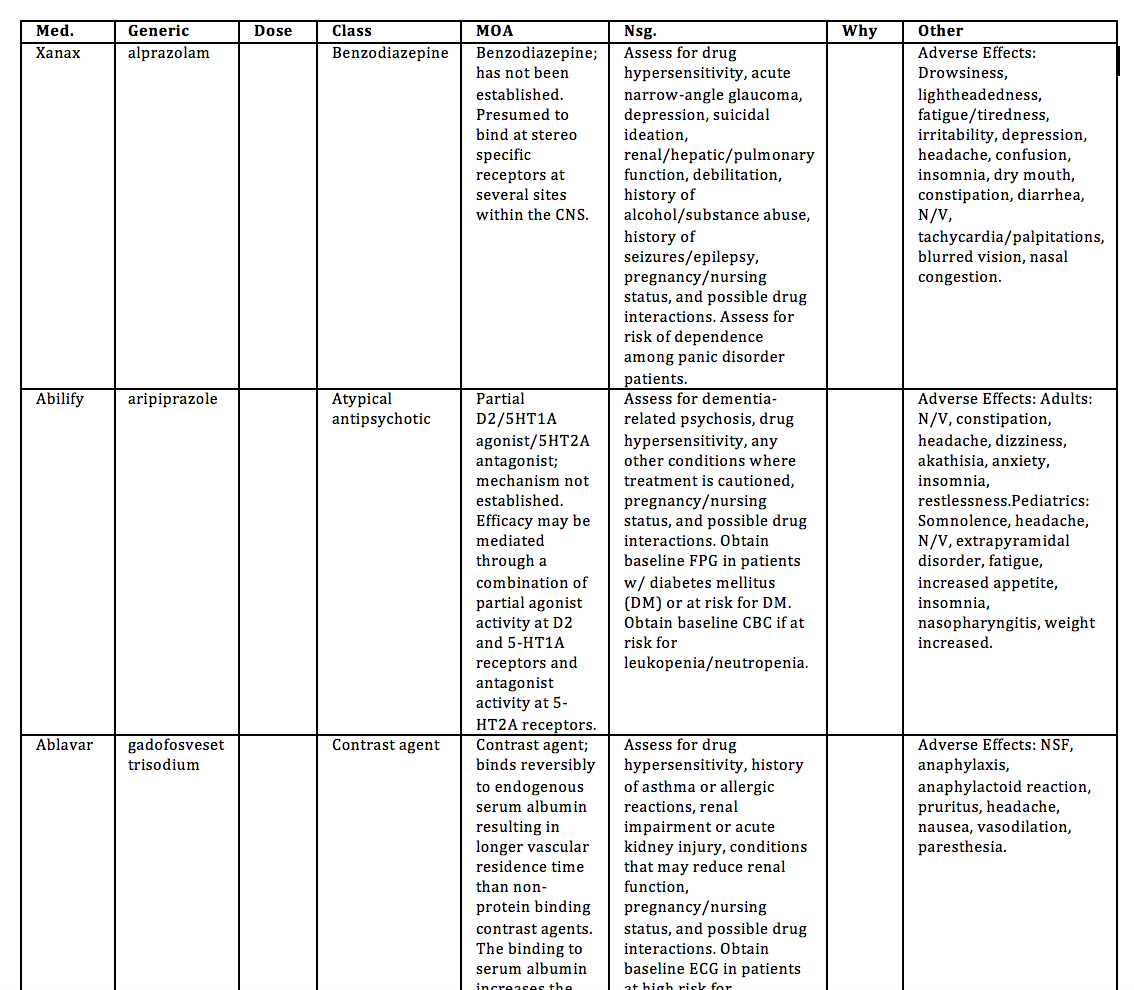 Med. Generic Dose Class MOA Nsg. Why Other
Xanax
alprazolam
Benzodiazepine
Benzodiazepine;
has not been
established.
Presumed to
bind at stereo
specific
receptors at
several sites
within the CNS.
Assess for drug
hypersensitivity, acute
narrow-angle glaucoma,
depression, suicidal
ideation,
renal/hepatic/pulmonary
function, debilitation,
history of
alcohol/substance abuse,
history of
seizures/epilepsy,
pregnancy/nursing
status, and possible drug
interactions. Assess for
risk of dependence
among panic disorder
patients.
Adverse Effects:
Drowsiness,
lightheadedness,
fatigue/tiredness,
irritability, depression,
headache, confusion,
insomnia, dry mouth,
constipation, diarrhea,
N/V,
tachycardia/palpitations,
blurred vision, nasal
congestion.
Abilify
aripiprazole
Atypical
antipsychotic
Partial
D2/5HT1A
agonist/5HT2A
antagonist;
mechanism not
established.
Efficacy may be
mediated
through a
combination of
partial agonist
activity at D2
and 5-HT1A
receptors and
antagonist
activity at 5-
HT2A receptors.
Assess for dementia-
related psychosis, drug
hypersensitivity, any
other conditions where
treatment is cautioned,
pregnancy/nursing
status, and possible drug
interactions. Obtain
baseline FPG in patients
w/ diabetes mellitus
(DM) or at risk for DM.
Obtain baseline CBC if at
risk for
leukopenia/neutropenia.
Adverse Effects: Adults:
N/V, constipation,
headache, dizziness,
akathisia, anxiety,
insomnia,
restlessness.Pediatrics:
Somnolence, headache,
N/V, extrapyramidal
disorder, fatigue,
increased appetite,
insomnia,
nasopharyngitis, weight
increased.
Ablavar
gadofosveset
trisodium
Contrast agent
Contrast agent;
binds reversibly
to endogenous
serum albumin
resulting in
longer vascular
residence time
than non-
protein binding
contrast agents.
The binding to
serum albumin
increases the
Assess for drug
hypersensitivity, history
of asthma or allergic
reactions, renal
impairment or acute
kidney injury, conditions
that may reduce renal
function,
pregnancy/nursing
status, and possible drug
interactions. Obtain
baseline ECG in patients
at high risk for
Adverse Effects: NSF,
anaphylaxis,
anaphylactoid reaction,
pruritus, headache,
nausea, vasodilation,
paresthesia.